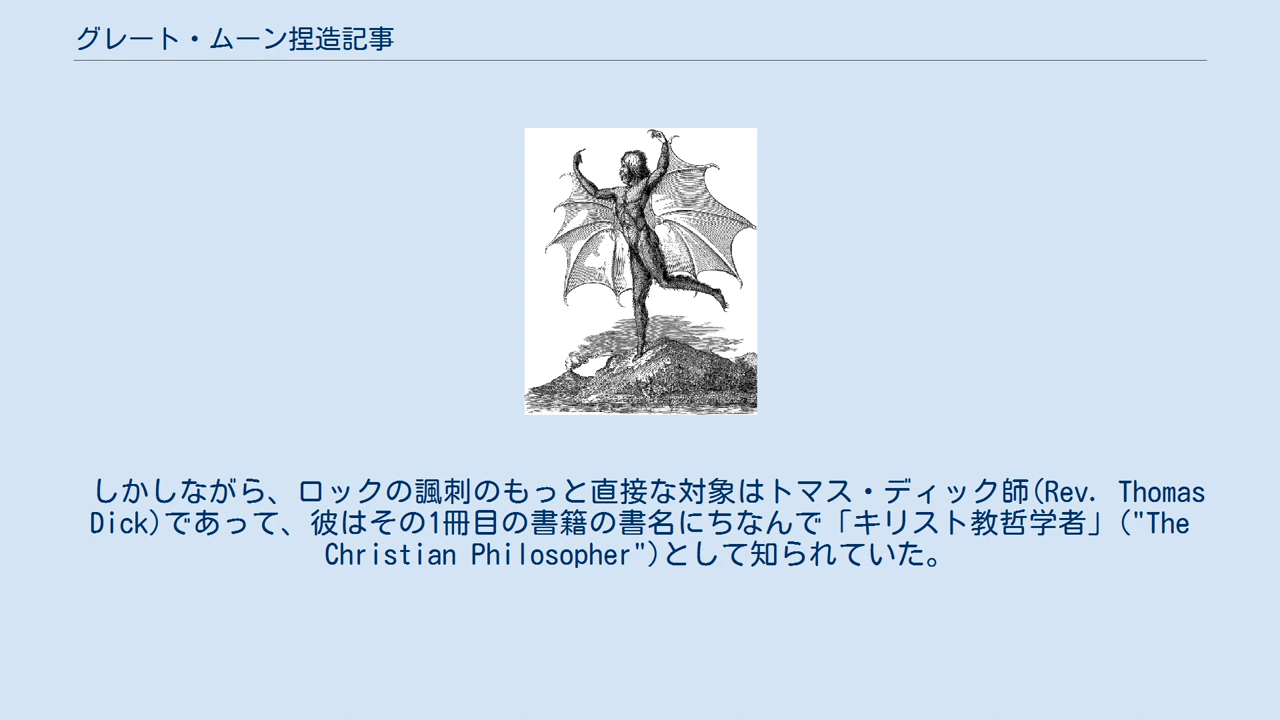 グレート・ムーン捏造記事
しかしながら、ロックの諷刺のもっと直接な対象はトマス・ディック師(Rev. Thomas
Dick)であって、彼はその1冊目の書籍の書名にちなんで「キリスト教哲学者」("The
Christian Philosopher")として知られていた。